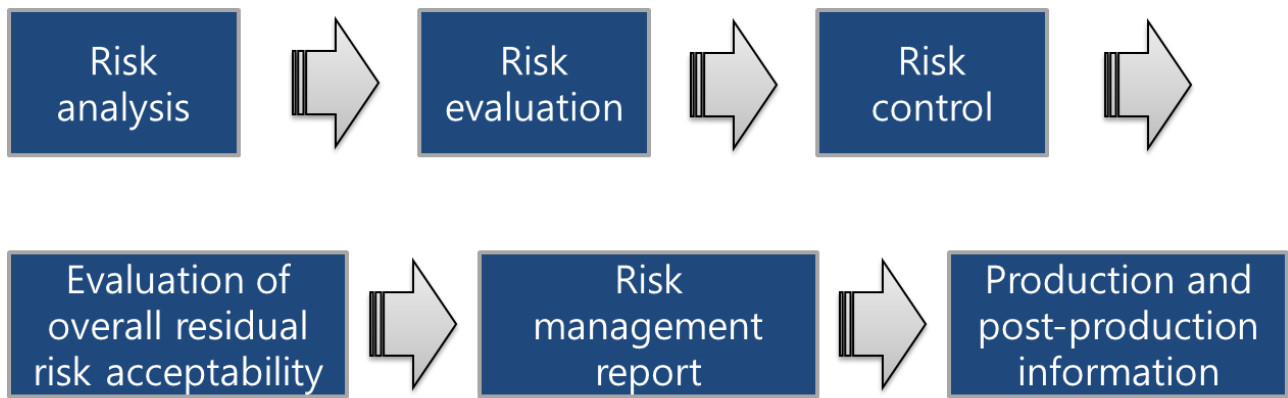 Risk
analysis
Risk
evaluation
Risk
control
Evaluation of
overall residual
risk acceptability
Risk
management
report
Production and
post-production
information